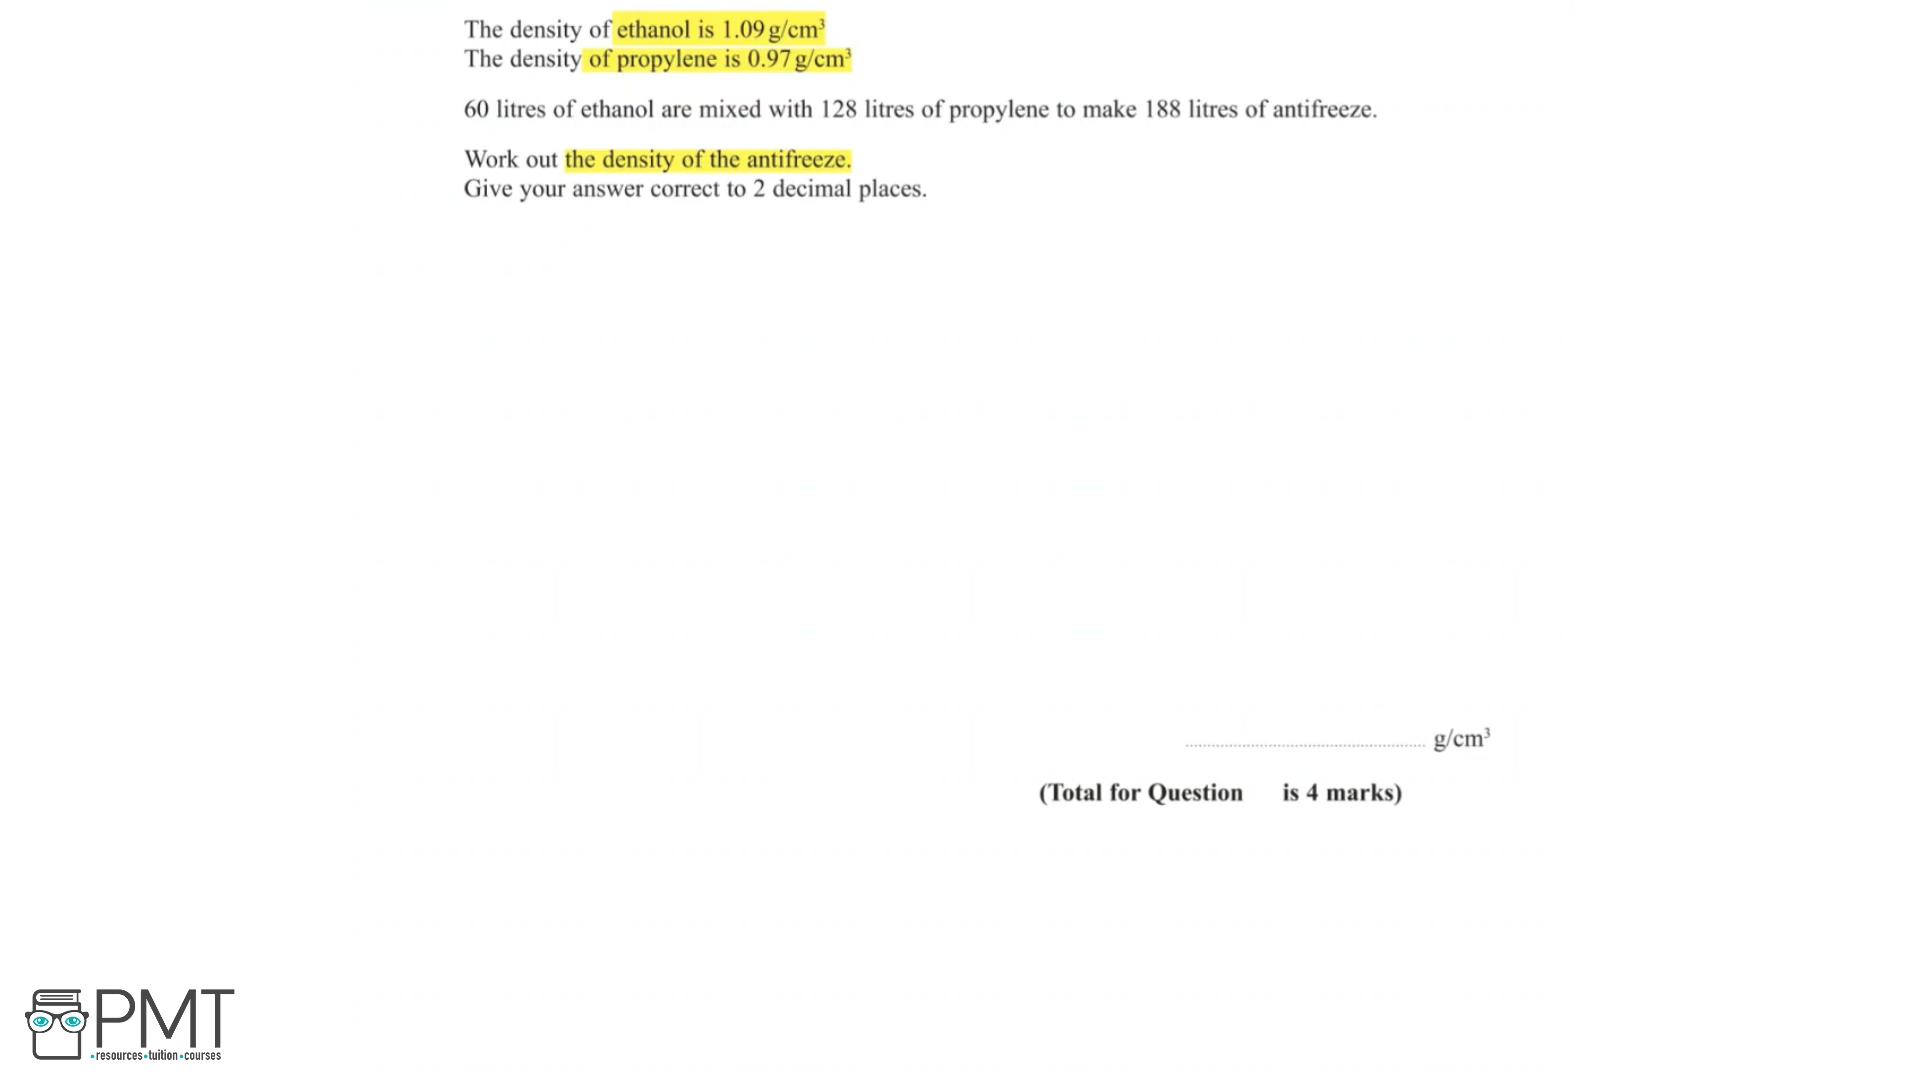 The density of ethanol is 1.09 g/cm³
The density of propylene is 0.97 g/cm³
60 litres of ethanol are mixed with 128 litres of propylene to make 188 litres of antifreeze.
Work out the density of the antifreeze.
Give your answer correct to 2 decimal places.
.............................................................. g/cm³
(Total for Question is 4 marks)
PMT
•resources•tuition•courses